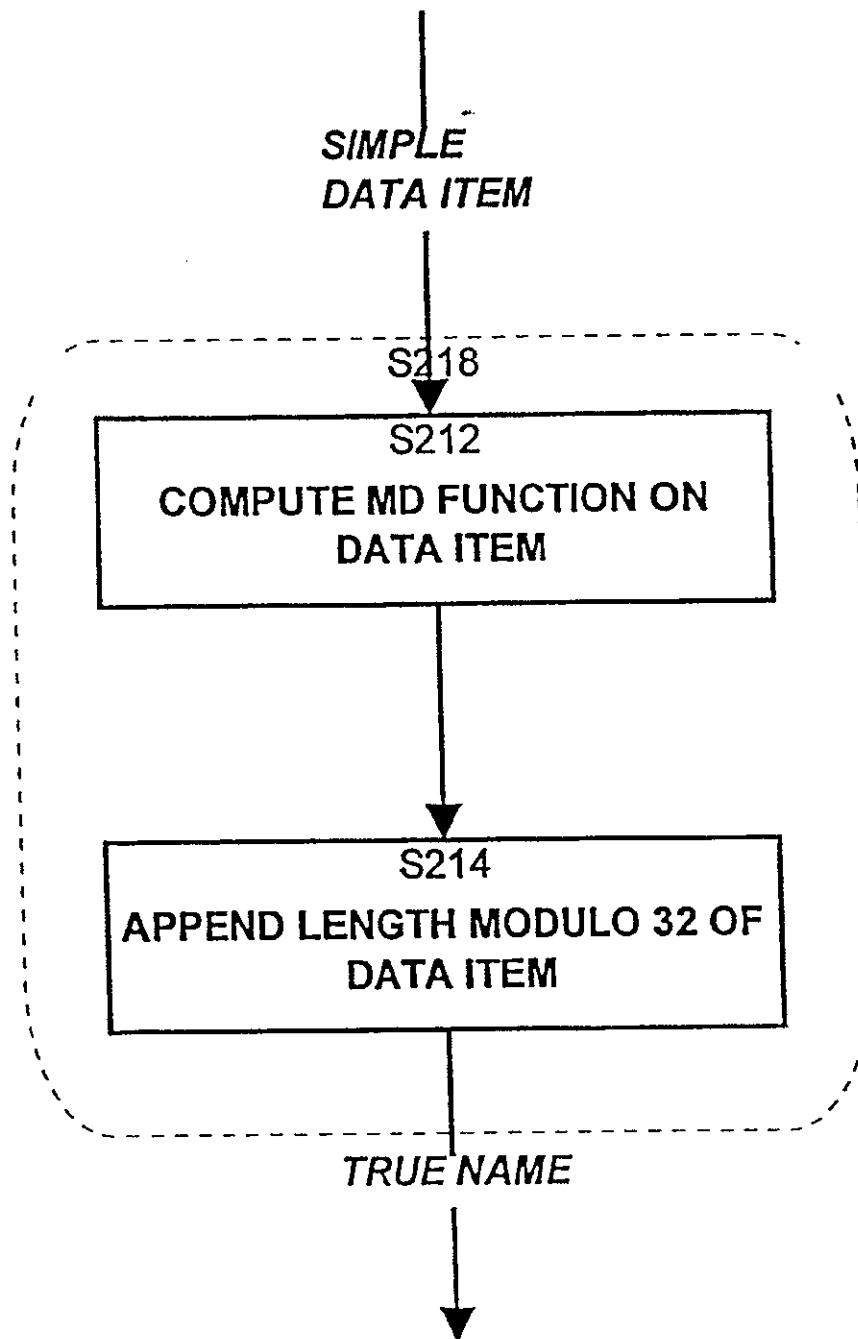 SIMPLE
DATA ITEM
S218
S212
COMPUTE MD FUNCTION ON
DATA ITEM
S214
APPEND LENGTH MODULO 32 OF
DATA ITEM
TRUE NAME